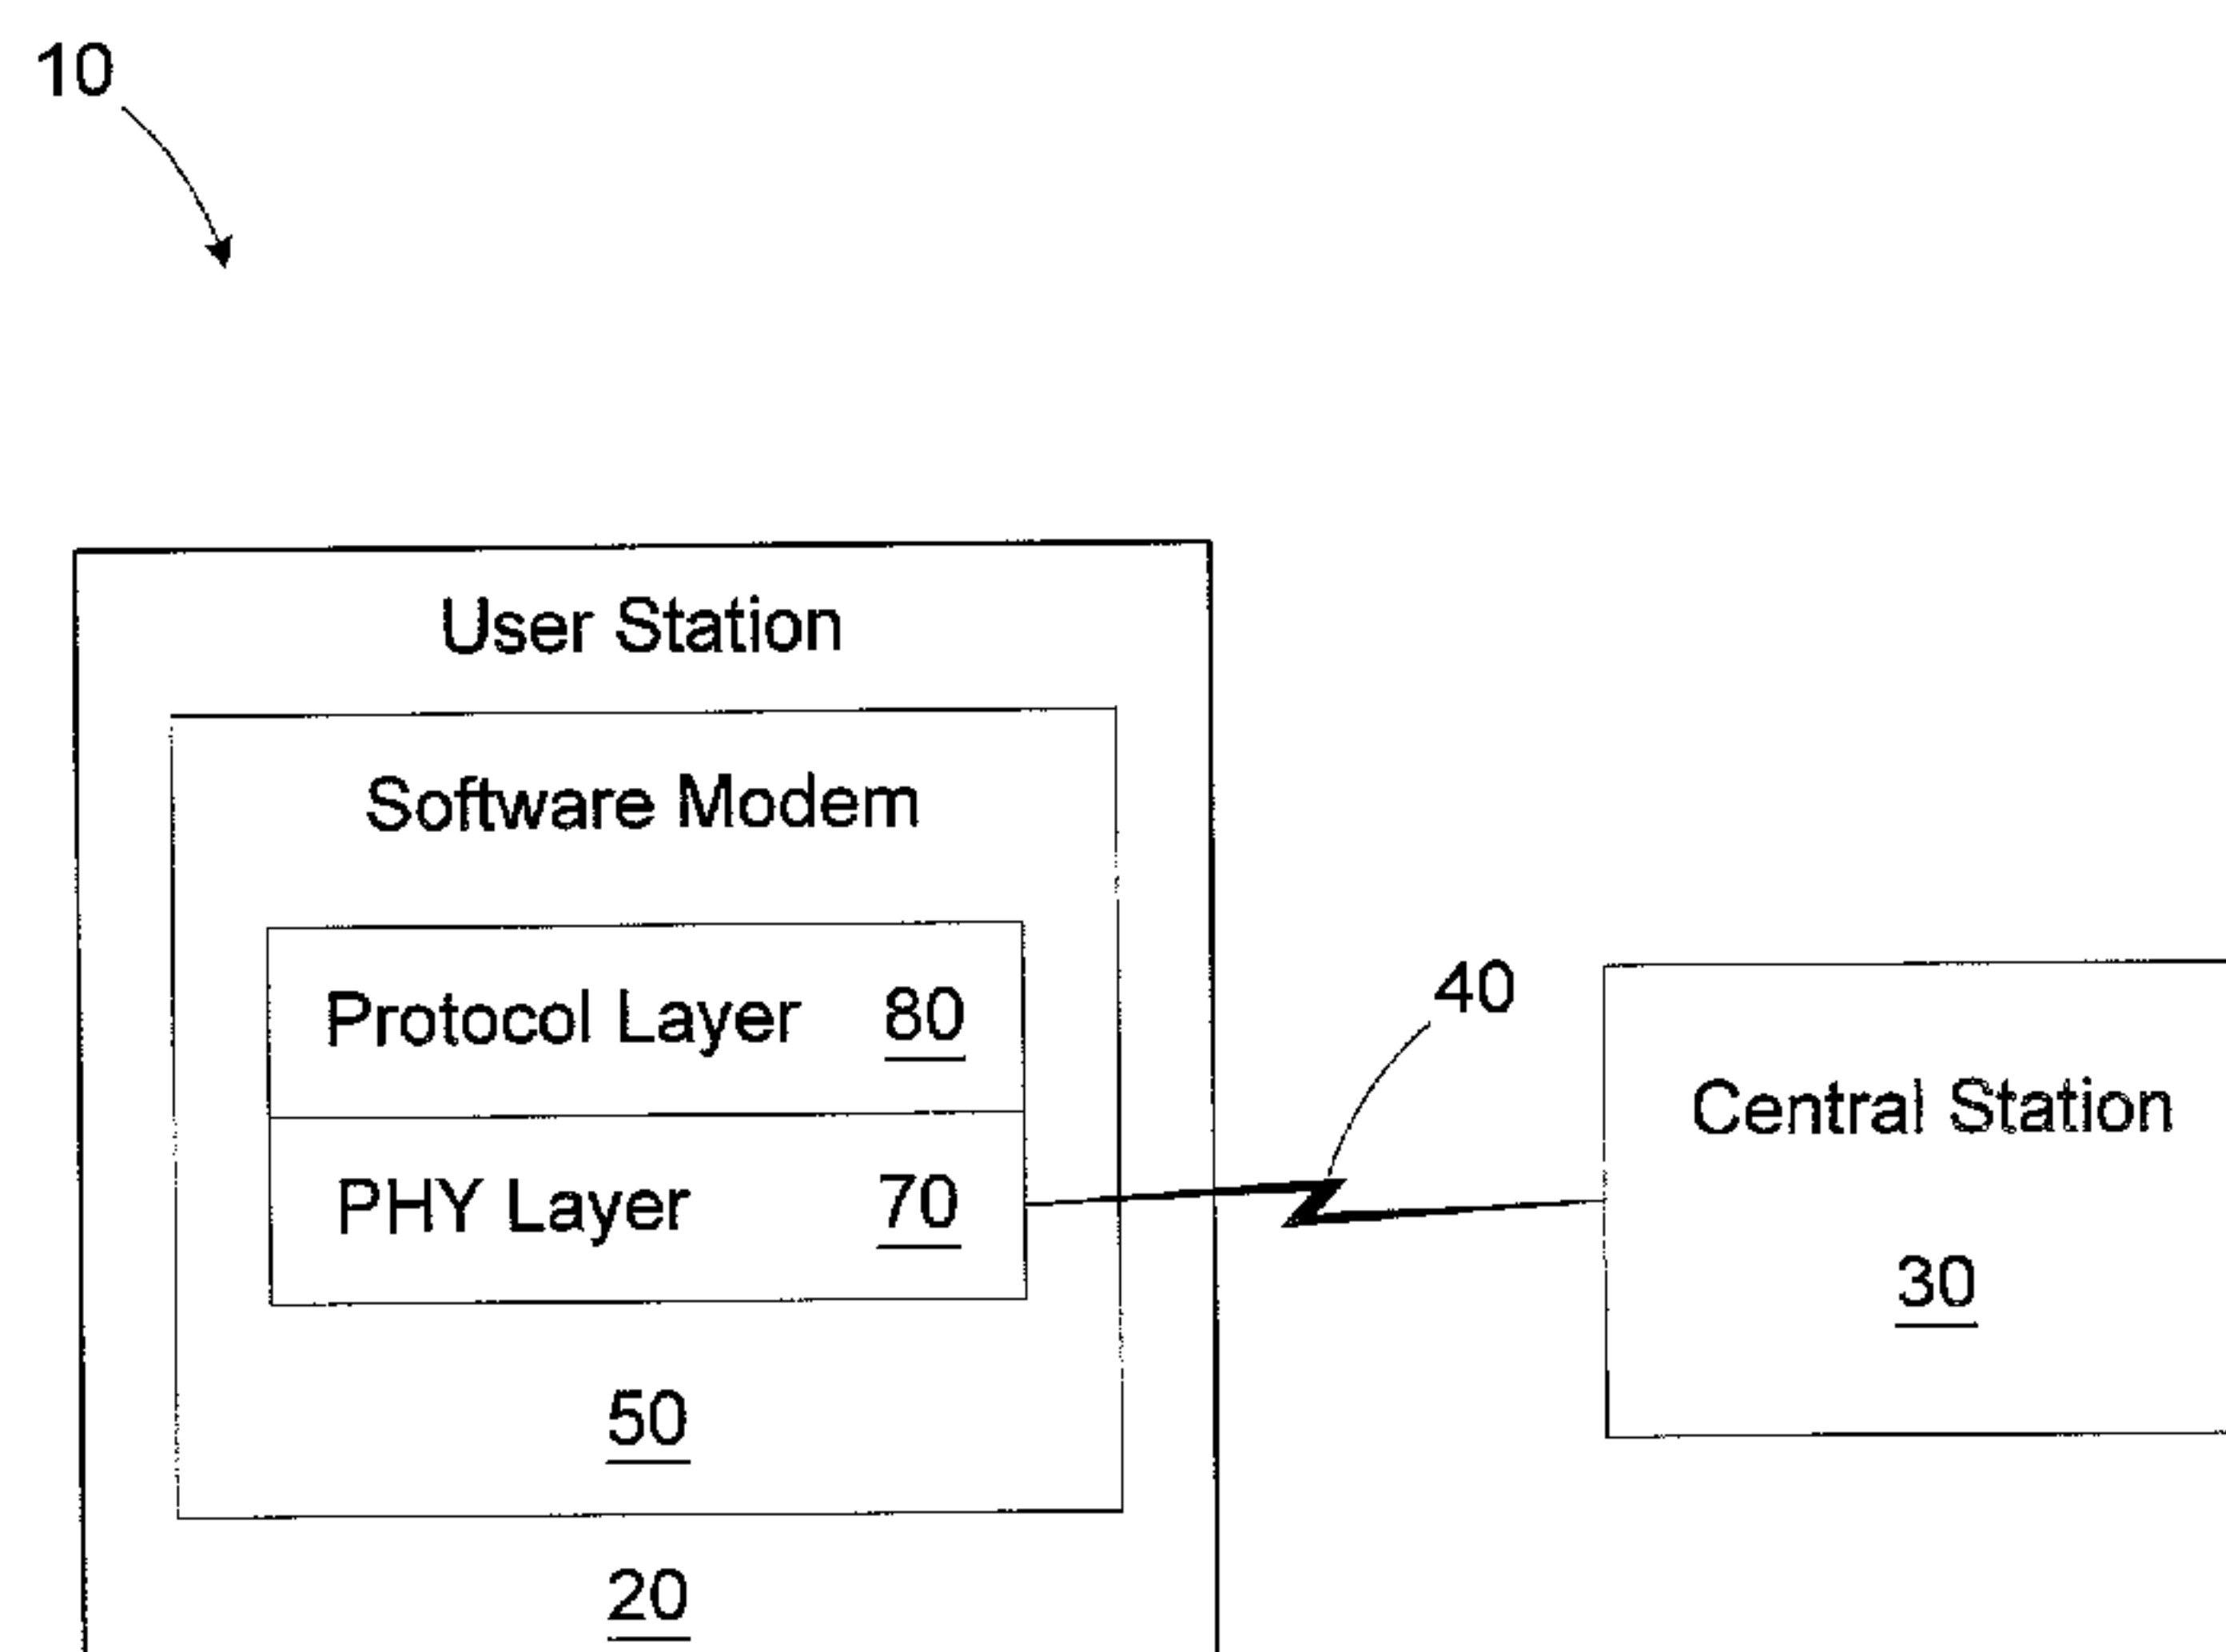 10
User Station
Software Modem
Protocol Layer 80
PHY Layer 70
50
20
40
Central Station
30